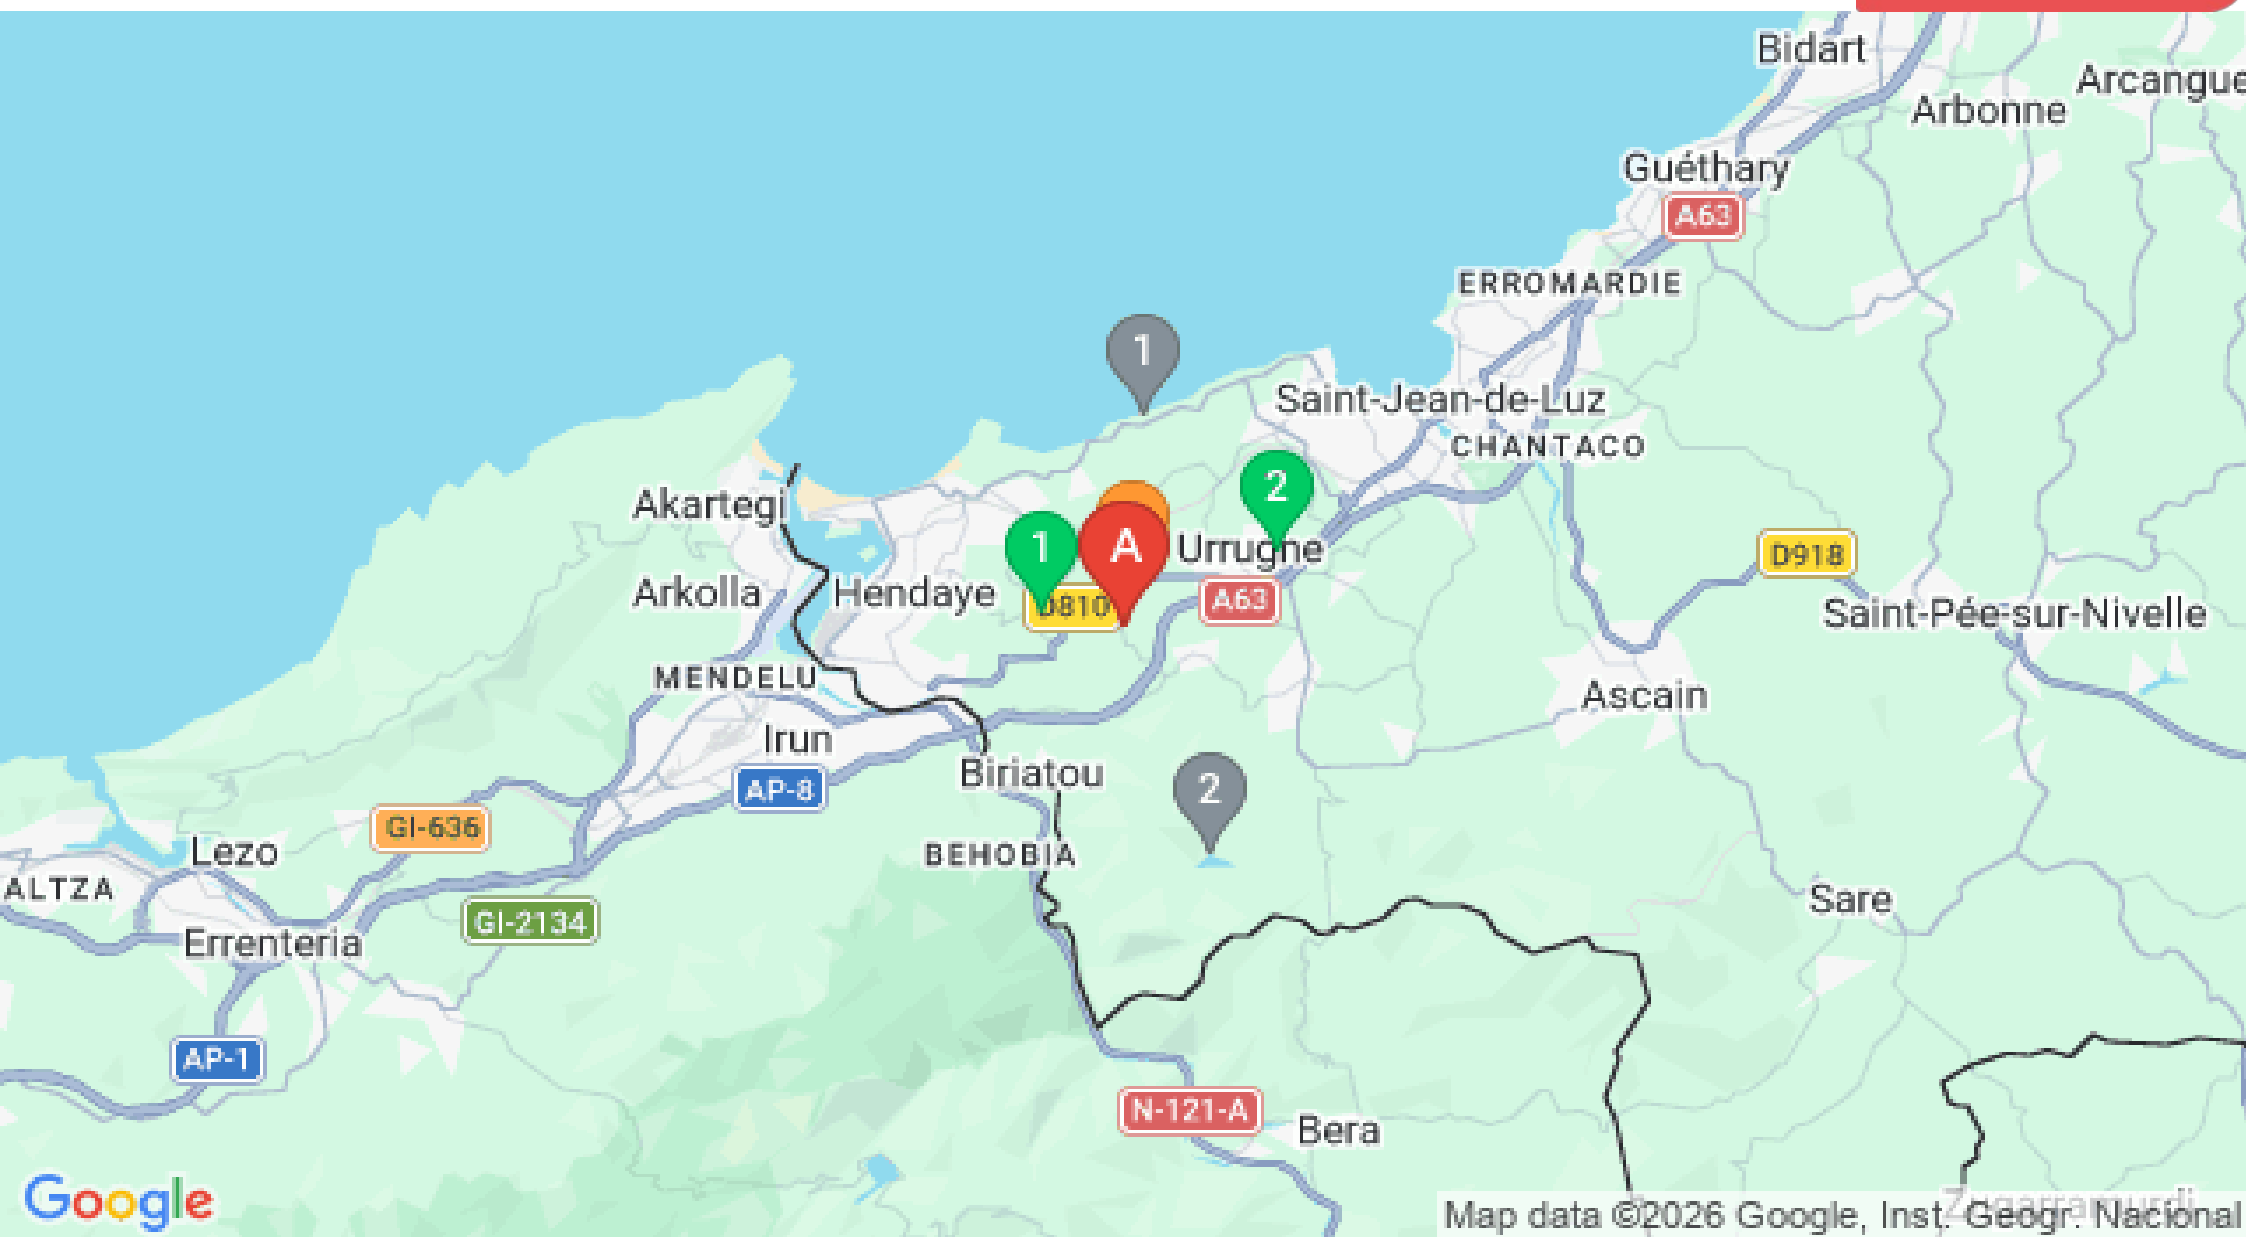 Bidart
Arcangue
Arbonne
Guéthary
A63
ERROMARDIE
1
Saint-Jean-de-Luz
CHANTACO
2
Akartegi
1
A
Urrugne
D918
Arkolla
Hendaye
D810
A63
Saint-Pée-sur-Nivelle
MENDELU
Ascain
Irun
Biriatou
AP-8
2
GI-636
Lezo
BEHOBIA
ALTZA
Sare
GI-2134
Errenteria
AP-1
N-121-A
Bera
Google
Zugarramurdi
Map data ©2026 Google, Inst. Geogr. Nacional